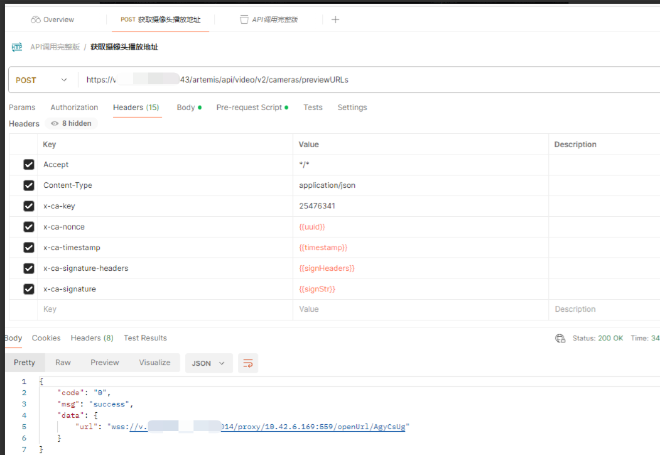 Overview POST 获取摄像头播放地址 API调用完整版 +
API调用完整版 / 获取摄像头播放地址
POST https://v 43/artemis/api/video/v2/cameras/previewURLs
Params Authorization Headers (15) Body Pre-request Script Tests Settings
Headers 8 hidden
Key Value Description
Accept */*
Content-Type application/json
x-ca-key 25476341
x-ca-nonce {{uuid}}
x-ca-timestamp {{timestamp}}
x-ca-signature-headers {{signHeaders}}
x-ca-signature {{signStr}}
Key Value Description
Body Cookies Headers (8) Test Results Status: 200 OK Time: 34
Pretty Raw Preview Visualize JSON
1 {
2 "code": "0",
3 "msg": "success",
4 "data": {
5 "url": "wss://v. 014/proxy/10.42.6.169:559/openUrl/AgyCsUg"
6 }
7 }